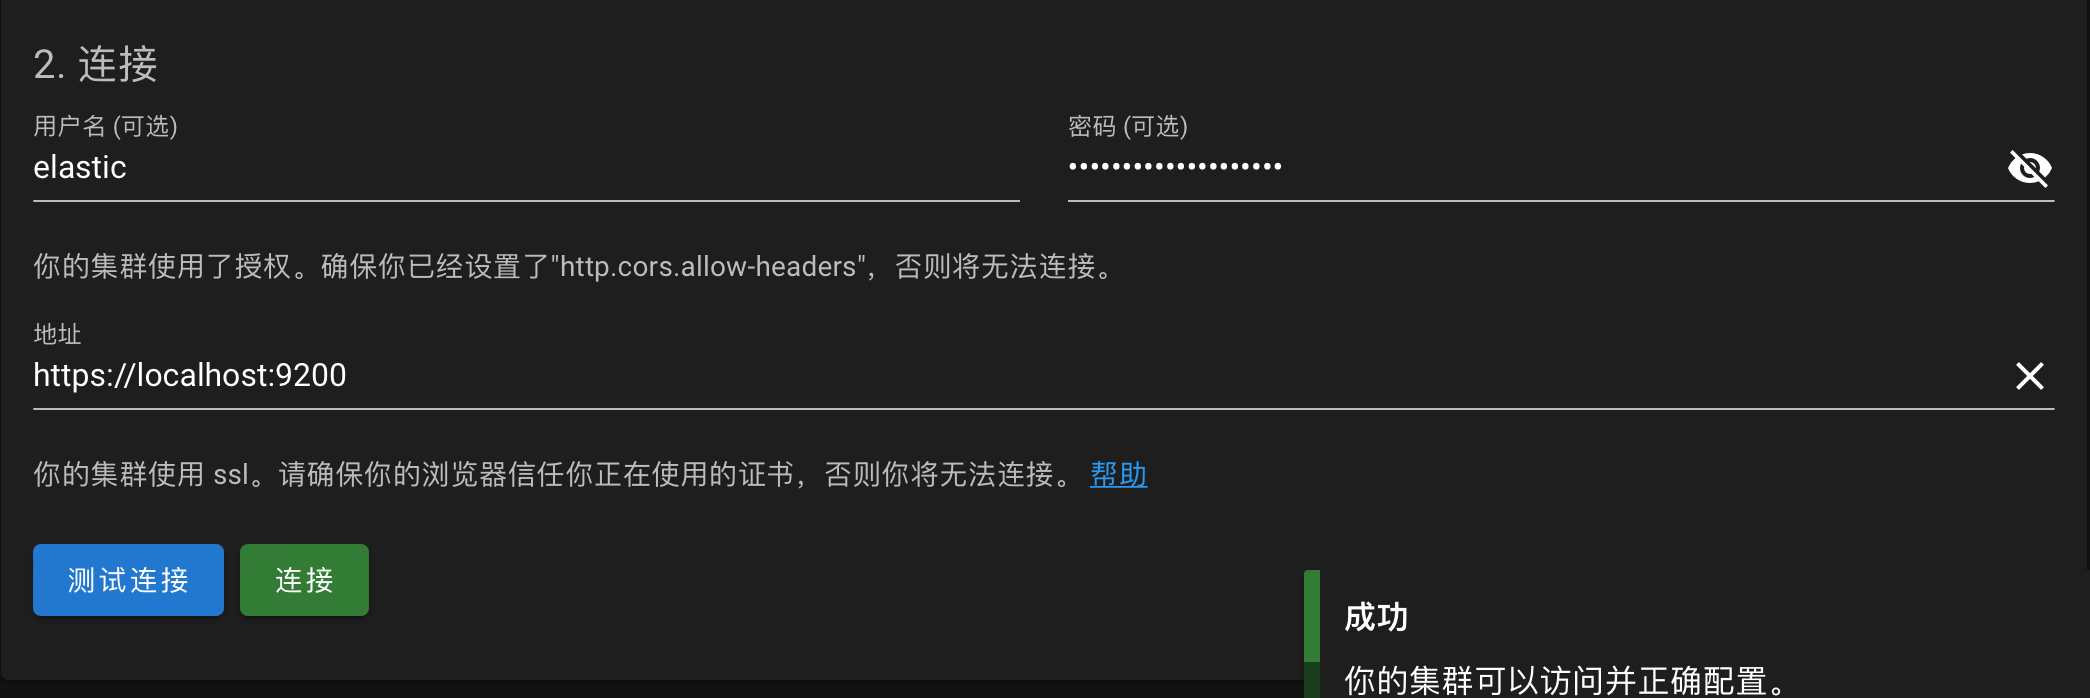 2. 连接
用户名 (可选)
elastic
密码 (可选)
•••••••••••••••••••
你的集群使用了授权。确保你已经设置了"http.cors.allow-headers"，否则将无法连接。
地址
https://localhost:9200
你的集群使用 ssl。请确保你的浏览器信任你正在使用的证书，否则你将无法连接。 帮助
测试连接 连接
成功
你的集群可以访问并正确配置。